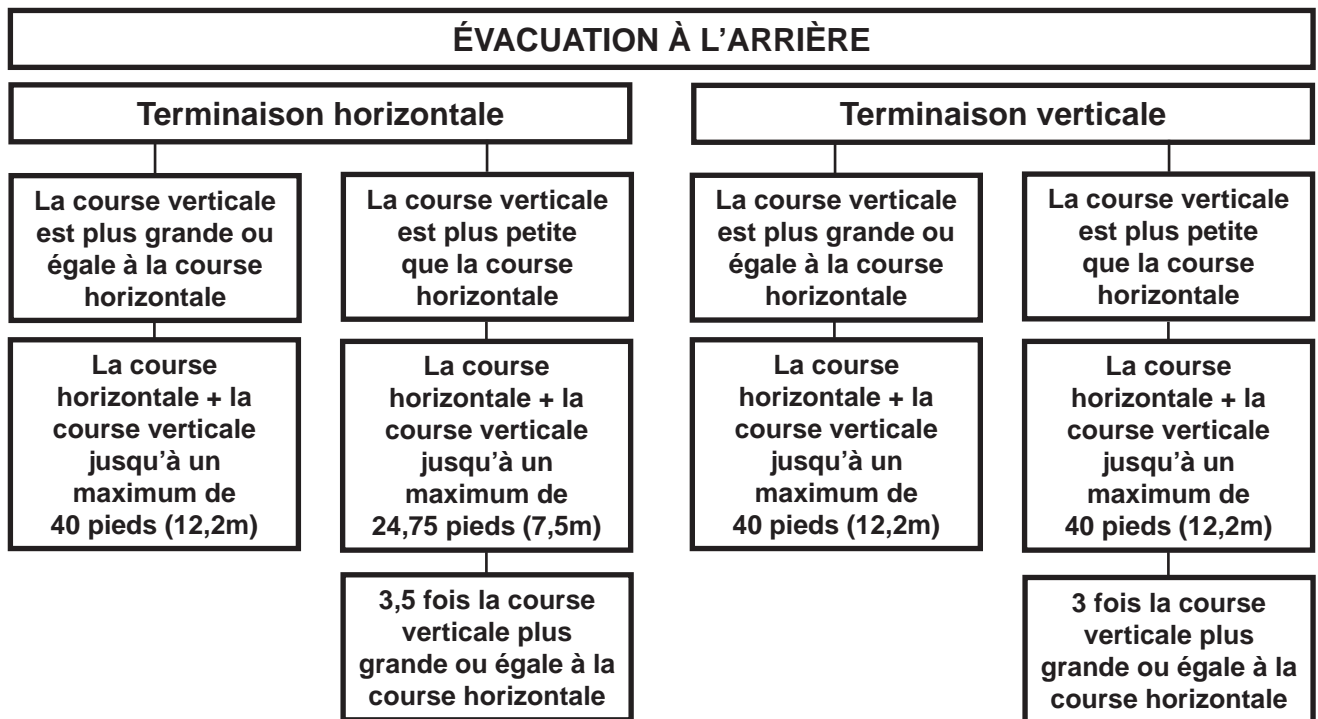 ÉVACUATION À L’ARRIÈRE
Terminaison horizontale
La course verticale
est plus grande ou
égale à la course
horizontale
La course
horizontale + la
course verticale
jusqu’à un
maximum de
40 pieds (12,2m)
La course verticale
est plus petite
que la course
horizontale
La course
horizontale + la
course verticale
jusqu’à un
maximum de
24,75 pieds (7,5m)
3,5 fois la course
verticale plus
grande ou égale à la
course horizontale
Terminaison verticale
La course verticale
est plus grande ou
égale à la course
horizontale
La course
horizontale + la
course verticale
jusqu’à un
maximum de
40 pieds (12,2m)
La course verticale
est plus petite
que la course
horizontale
La course
horizontale + la
course verticale
jusqu’à un
maximum de
40 pieds (12,2m)
3 fois la course
verticale plus
grande ou égale à la
course horizontale